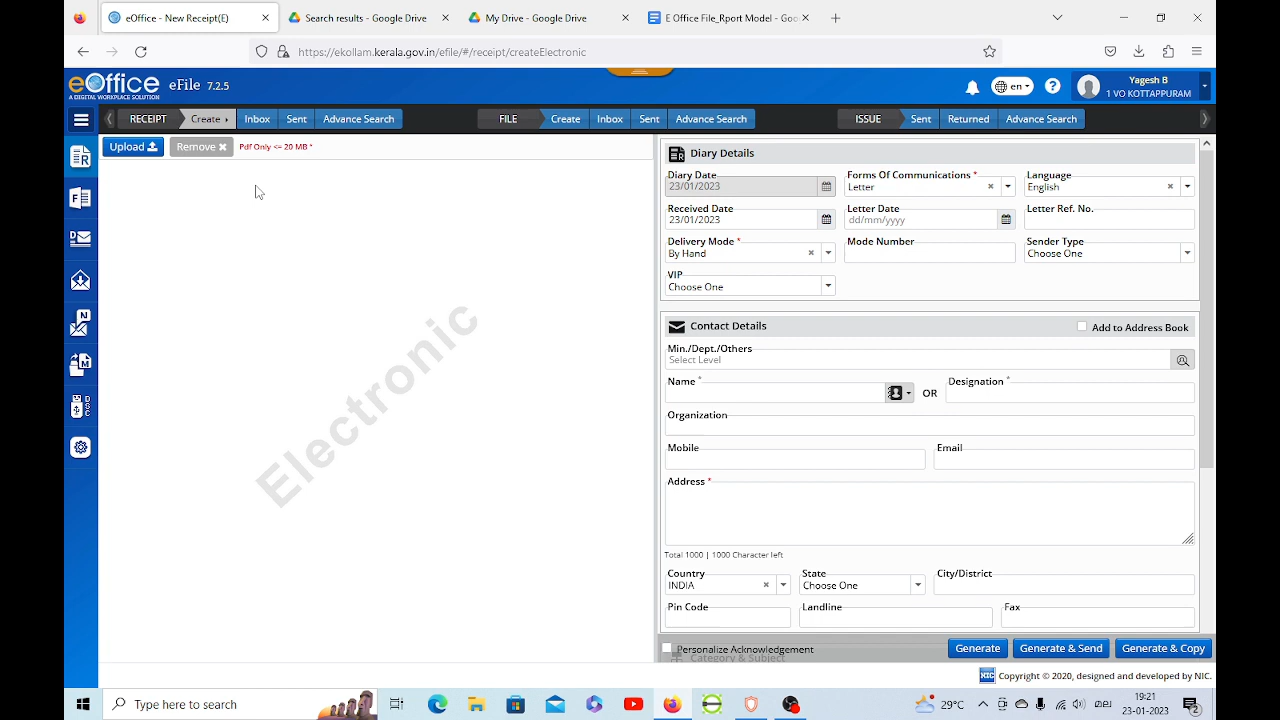 eOffice - New Receipt(E)
Search results - Google Drive
My Drive - Google Drive
E Office File_Rport Model - Goo
https://ekollam.kerala.gov.in/efile/#/receipt/createElectronic
eOffice
A DIGITAL WORKPLACE SOLUTION
eFile 7.2.5
en
Yagesh B
1 VO KOTTAPPURAM
RECEIPT
Create
Inbox
Sent
Advance Search
FILE
Create
Inbox
Sent
Advance Search
ISSUE
Sent
Returned
Advance Search
Upload
Remove
Pdf Only <= 20 MB *
Electronic
Diary Details
Diary Date
Forms Of Communications *
Language
23/01/2023
Letter
English
Received Date
Letter Date
Letter Ref. No.
23/01/2023
dd/mm/yyyy
Delivery Mode *
Mode Number
Sender Type
By Hand
Choose One
VIP
Choose One
Contact Details
Add to Address Book
Min./Dept./Others
Select Level
Name *
OR
Designation *
Organization
Mobile
Email
Address *
Total 1000 | 1000 Character left
Country
State
City/District
INDIA
Choose One
Pin Code
Landline
Fax
Personalize Acknowledgement
Category & Subject
Generate
Generate & Send
Generate & Copy
NIC
Copyright © 2020, designed and developed by NIC.
Type here to search
29°C
19:21
23-01-2023
2
R
F
D
N
M
DSC